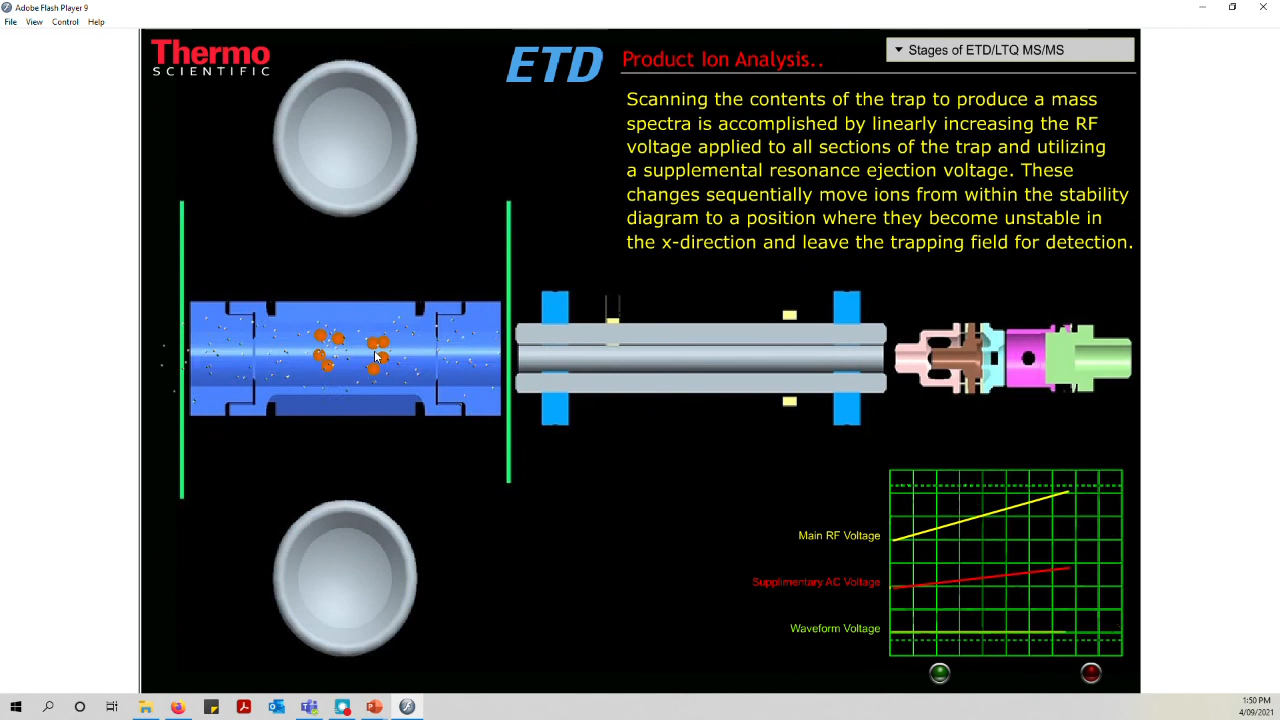 Adobe Flash Player 9
File View Control Help
Thermo
SCIENTIFIC
ETD
Product Ion Analysis..
Stages of ETD/LTQ MS/MS
Scanning the contents of the trap to produce a mass
spectra is accomplished by linearly increasing the RF
voltage applied to all sections of the trap and utilizing
a supplemental resonance ejection voltage. These
changes sequentially move ions from within the stability
diagram to a position where they become unstable in
the x-direction and leave the trapping field for detection.
Main RF Voltage
Supplimentary AC Voltage
Waveform Voltage
1:50 PM
4/09/2021